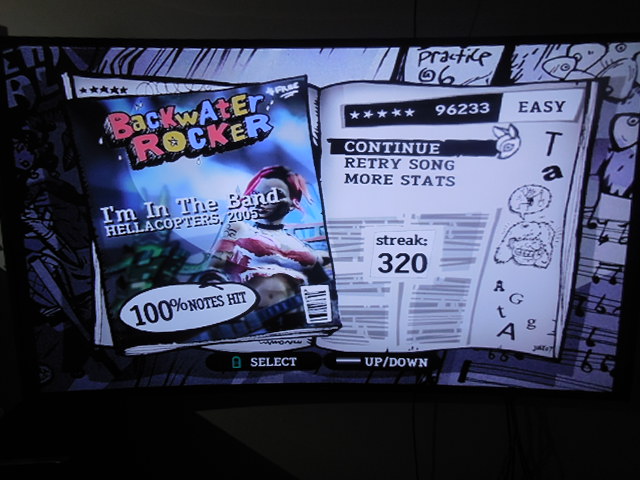 practice
06
Backwater
Rocker
I'm In The Band
HELLACOPTERS, 2005
100% NOTES HIT
96233
EASY
CONTINUE
RETRY SONG
MORE STATS
streak:
320
T
a
A
G
g
t
A
SELECT
UP/DOWN